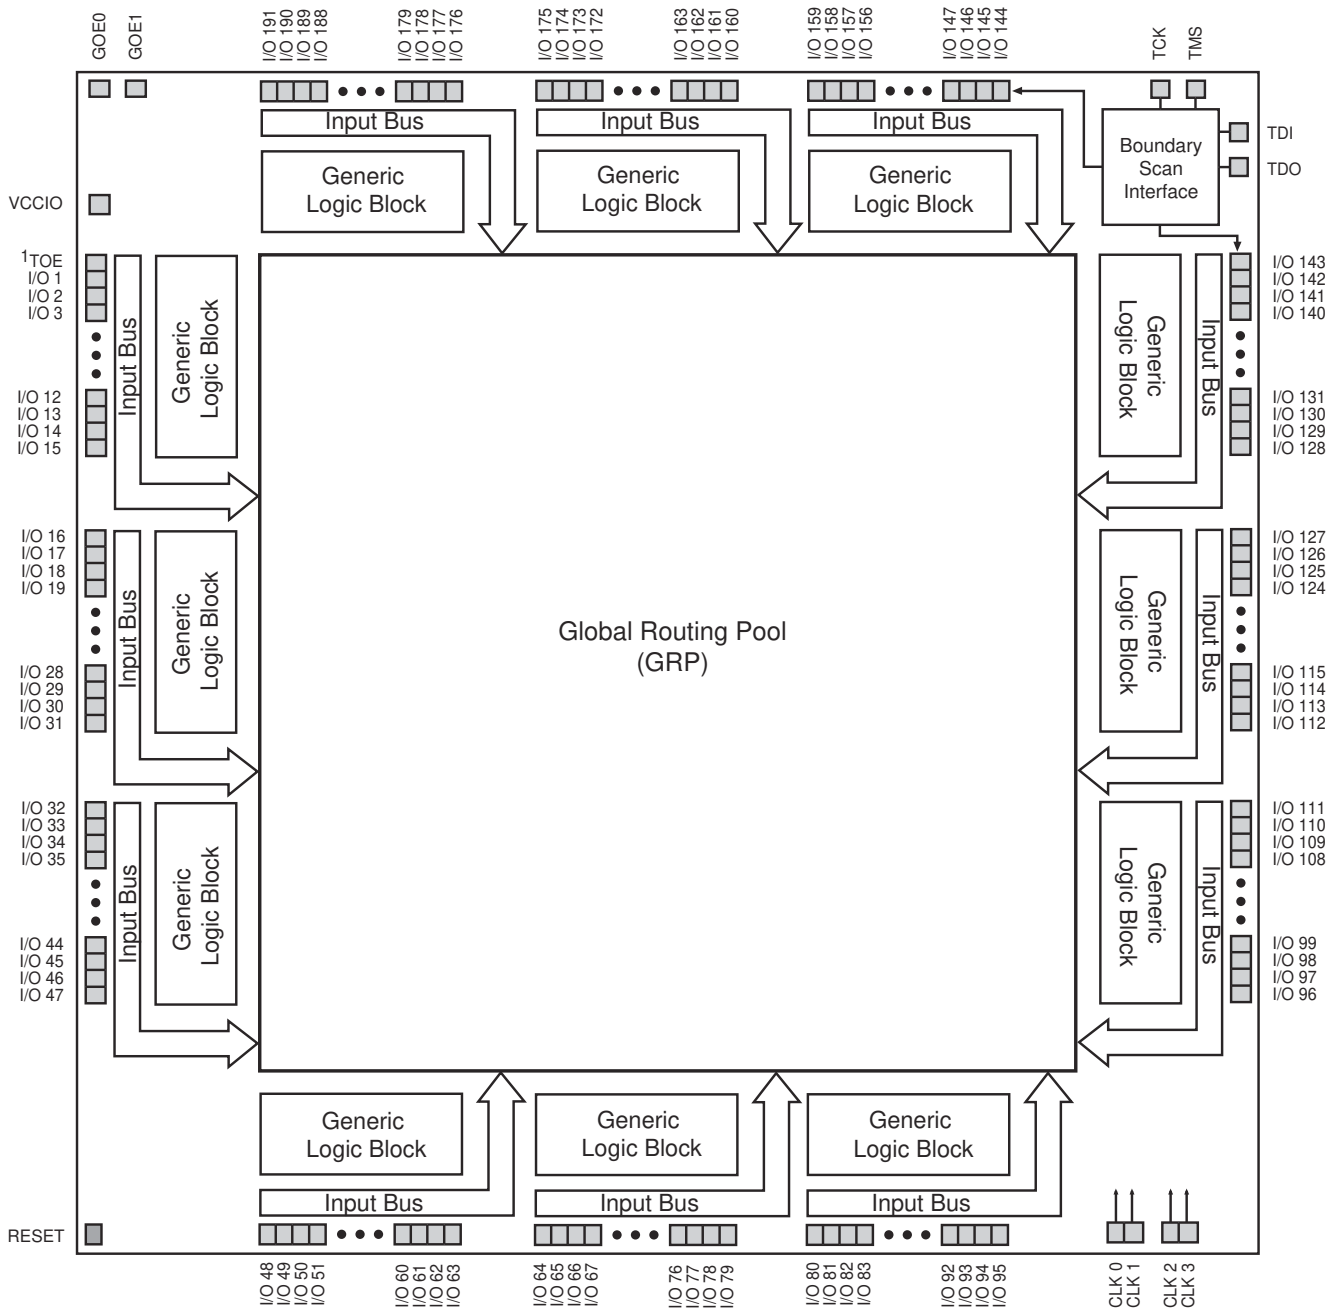 GOE0
GOE1
I/O 191
I/O 190
I/O 189
I/O 188
I/O 179
I/O 178
I/O 177
I/O 176
I/O 175
I/O 174
I/O 173
I/O 172
I/O 163
I/O 162
I/O 161
I/O 160
I/O 159
I/O 158
I/O 157
I/O 156
I/O 147
I/O 146
I/O 145
I/O 144
TCK
TMS
Input Bus
Input Bus
Input Bus
Generic
Logic Block
Generic
Logic Block
Generic
Logic Block
Boundary
Scan
Interface
TDI
TDO
VCCIO
1TOE
I/O 1
I/O 2
I/O 3
I/O 12
I/O 13
I/O 14
I/O 15
Input Bus
Generic
Logic Block
Generic
Logic Block
Input Bus
I/O 143
I/O 142
I/O 141
I/O 140
I/O 131
I/O 130
I/O 129
I/O 128
I/O 16
I/O 17
I/O 18
I/O 19
I/O 28
I/O 29
I/O 30
I/O 31
Input Bus
Generic
Logic Block
Global Routing Pool
(GRP)
Generic
Logic Block
Input Bus
I/O 127
I/O 126
I/O 125
I/O 124
I/O 115
I/O 114
I/O 113
I/O 112
I/O 32
I/O 33
I/O 34
I/O 35
I/O 44
I/O 45
I/O 46
I/O 47
Input Bus
Generic
Logic Block
Generic
Logic Block
Input Bus
I/O 111
I/O 110
I/O 109
I/O 108
I/O 99
I/O 98
I/O 97
I/O 96
Generic
Logic Block
Generic
Logic Block
Generic
Logic Block
Input Bus
Input Bus
Input Bus
RESET
I/O 48
I/O 49
I/O 50
I/O 51
I/O 60
I/O 61
I/O 62
I/O 63
I/O 64
I/O 65
I/O 66
I/O 67
I/O 76
I/O 77
I/O 78
I/O 79
I/O 80
I/O 81
I/O 82
I/O 83
I/O 92
I/O 93
I/O 94
I/O 95
CLK 0
CLK 1
CLK 2
CLK 3